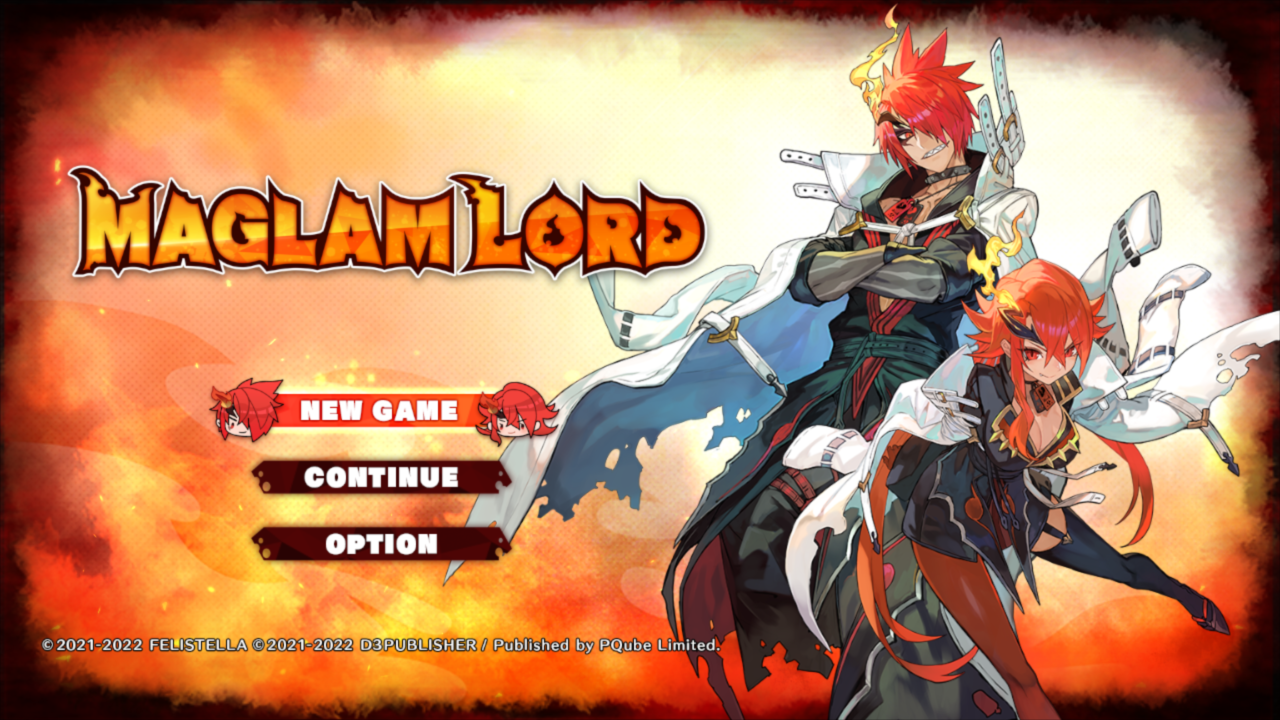 MAGLAM LORD
NEW GAME
CONTINUE
OPTION
©2021-2022 FELISTELLA ©2021-2022 D3PUBLISHER / Published by PQube Limited.